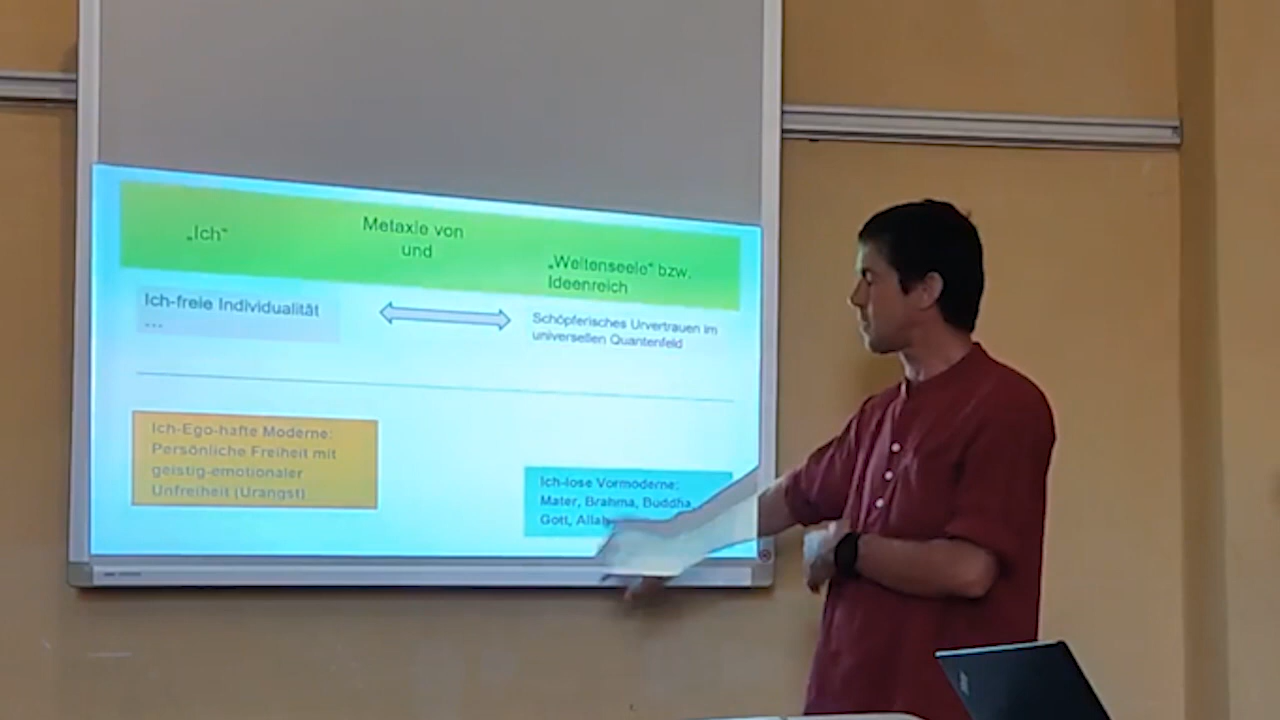 „Ich“
Metaxie von
und
„Weltenseele“ bzw.
Ideenreich
Ich-freie Individualität
...
Schöpferisches Urvertrauen im
universellen Quantenfeld
Ich-Ego-hafte Moderne:
Persönliche Freiheit mit
geistig-emotionaler
Unfreiheit (Urangst)
Ich-lose Vormoderne:
Mater, Brahma, Buddha,
Gott, Allah